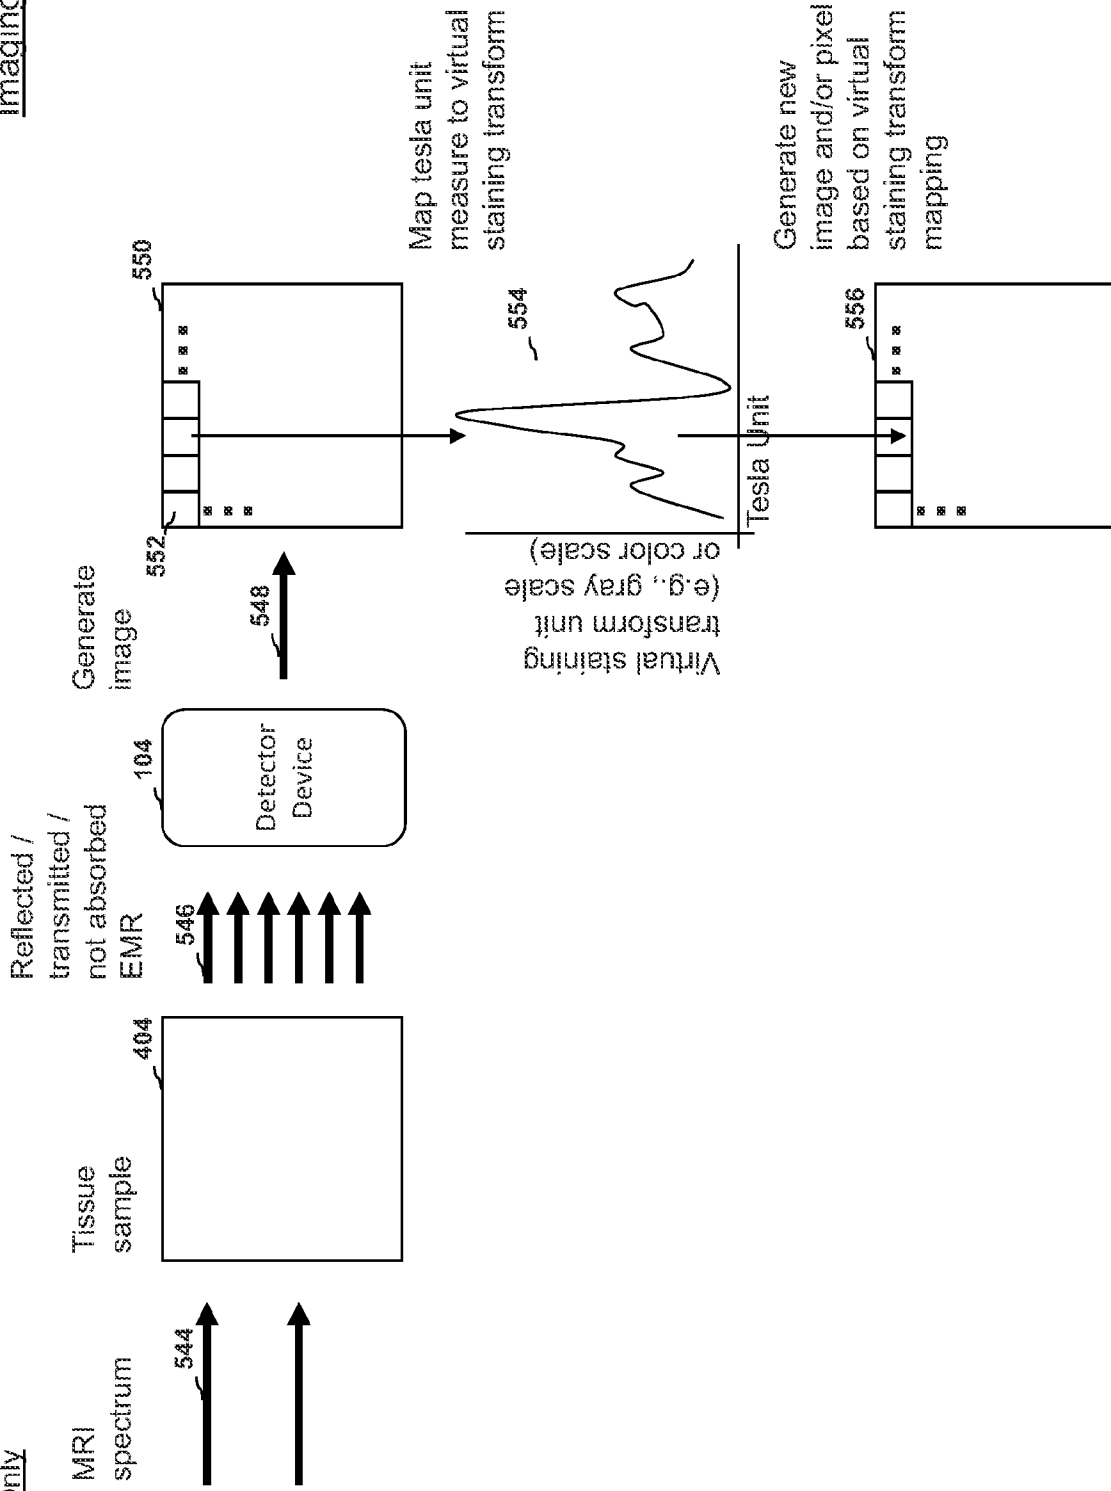 only
Imaging
MRI
spectrum
544
Tissue
sample
404
Reflected /
transmitted /
not absorbed
EMR
546
104
Detector
Device
Generate
image
548
550
552
Map tesla unit
measure to virtual
staining transform
554
Virtual staining
transform unit
(e.g., gray scale
or color scale)
Tesla Unit
Generate new
image and/or pixel
based on virtual
staining transform
mapping
556